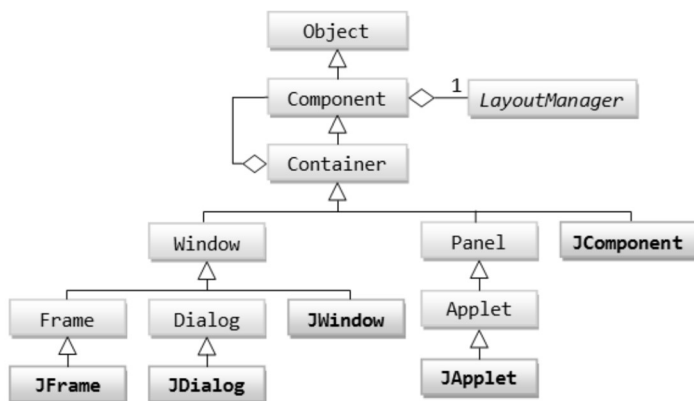 Object
Component
1
LayoutManager
Container
Window
Panel
JComponent
Frame
Dialog
JWindow
Applet
JFrame
JDialog
JApplet